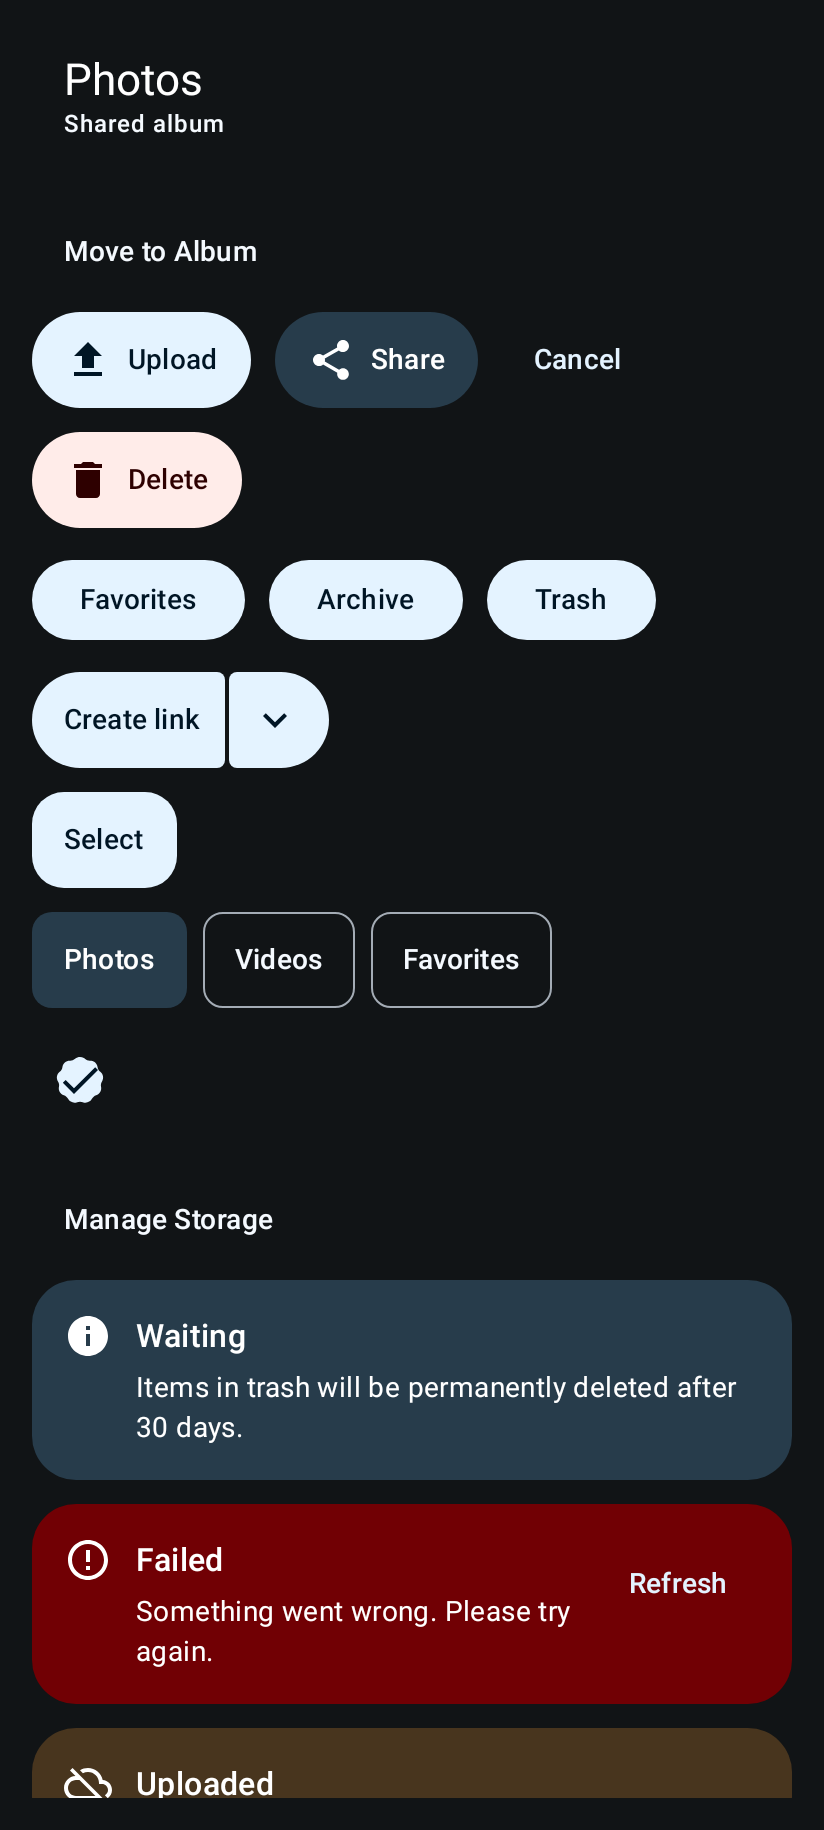 Photos
Shared album
Move to Album
Upload
Share
Cancel
Delete
Favorites
Archive
Trash
Create link
Select
Photos
Videos
Favorites
Manage Storage
Waiting
Items in trash will be permanently deleted after
30 days.
Failed
Something went wrong. Please try
again.
Refresh
Uploaded